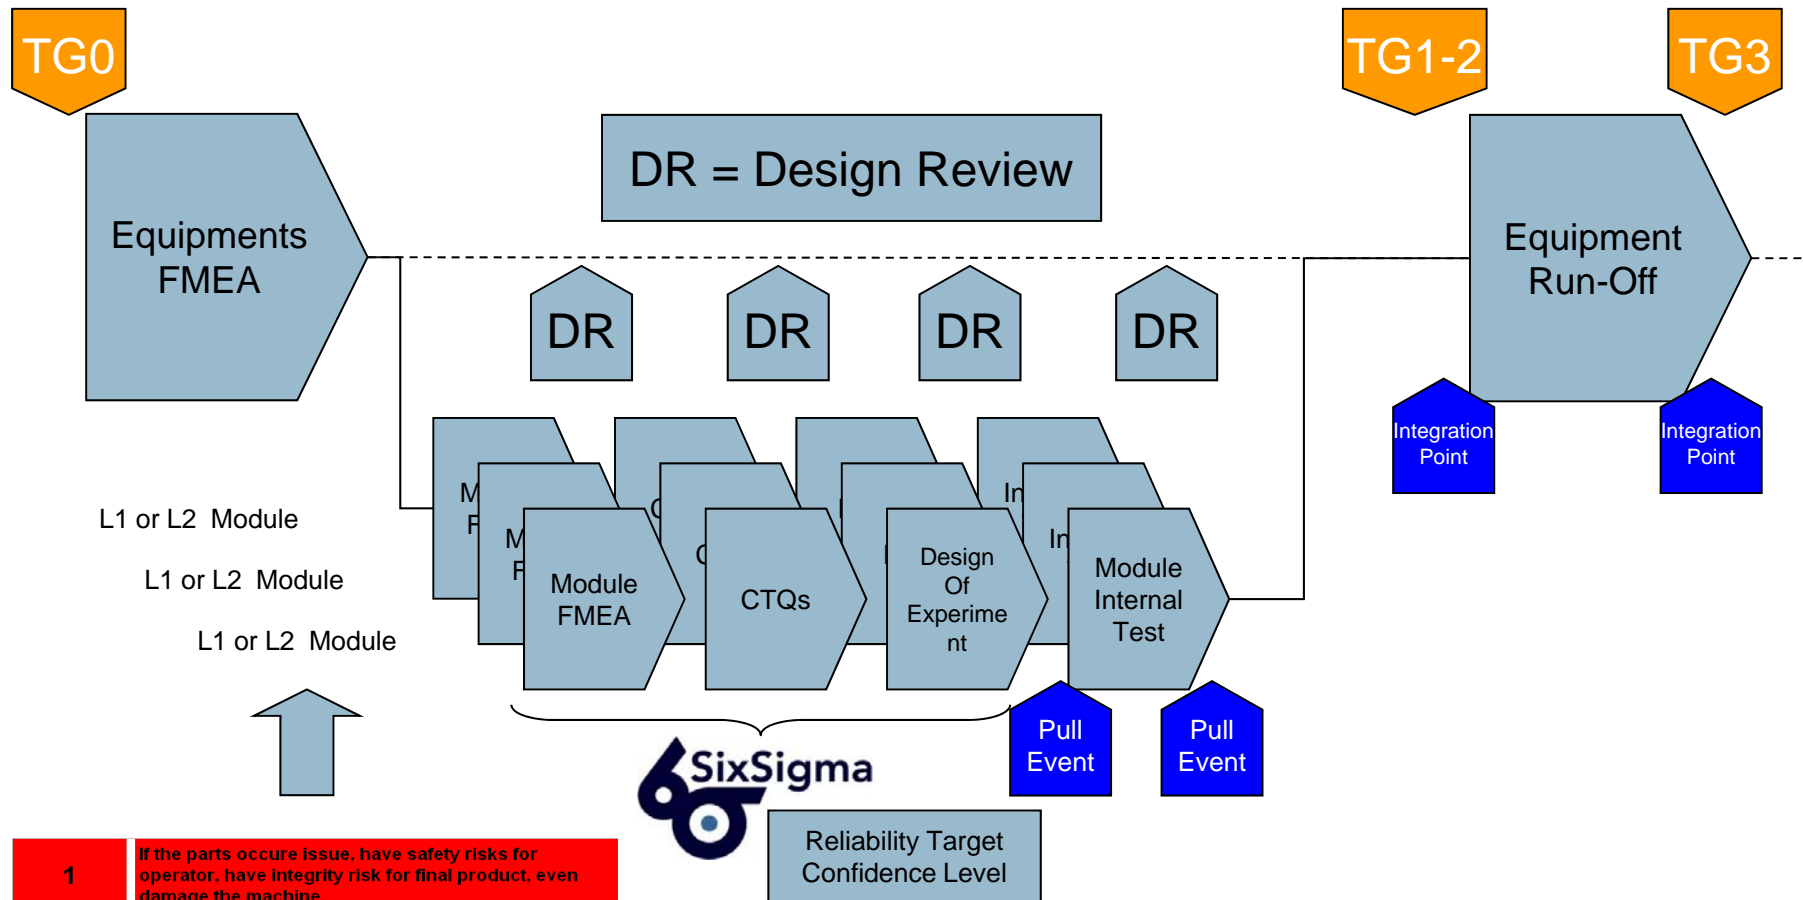 TG0
TG1-2
TG3
DR = Design Review
Equipments
FMEA
Equipment
Run-Off
DR
DR
DR
DR
Integration
Point
Integration
Point
L1 or L2  Module
L1 or L2  Module
L1 or L2  Module
Module
FMEA
CTQs
Design
Of
Experime
nt
Module
Internal
Test
Pull
Event
Pull
Event
SixSigma
Reliability Target
Confidence Level
1
If the parts occure issue, have safety risks for
operator, have integrity risk for final product, even
damage the machine